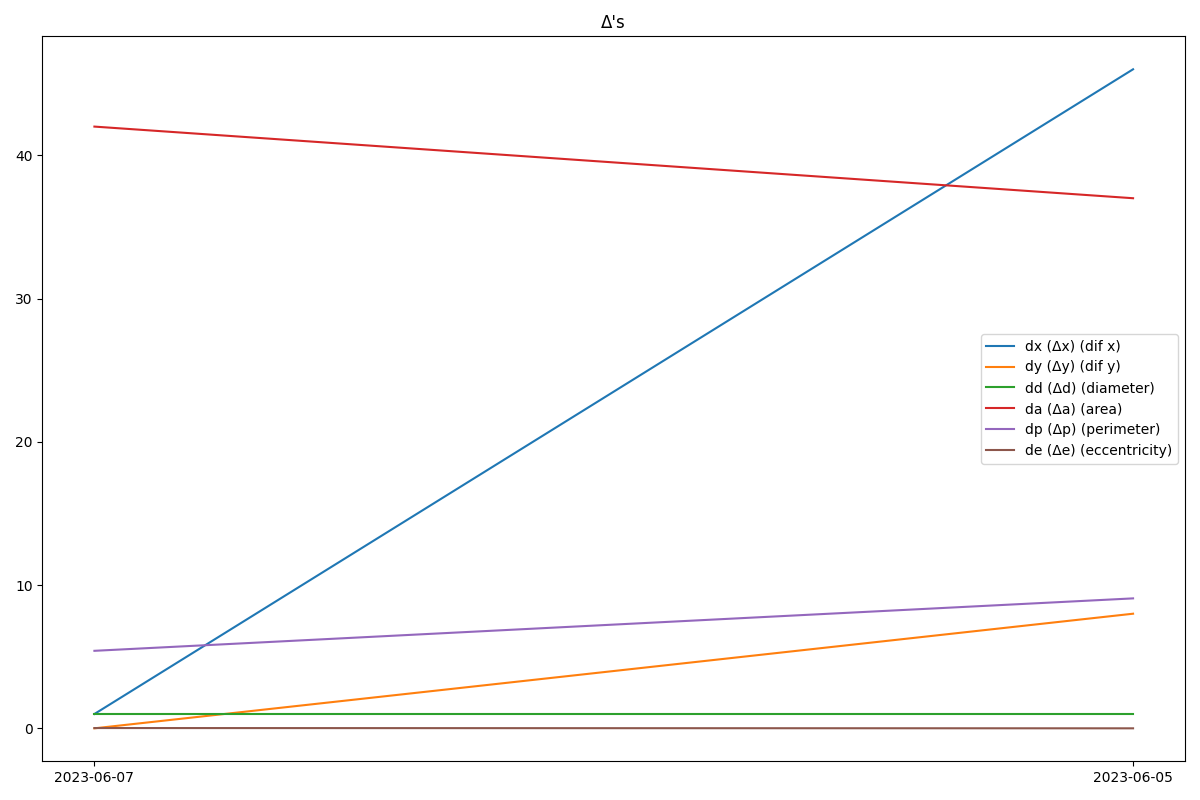 Δ's
40
30
20
10
0
2023-06-07
2023-06-05
dx (Δx) (dif x)
dy (Δy) (dif y)
dd (Δd) (diameter)
da (Δa) (area)
dp (Δp) (perimeter)
de (Δe) (eccentricity)